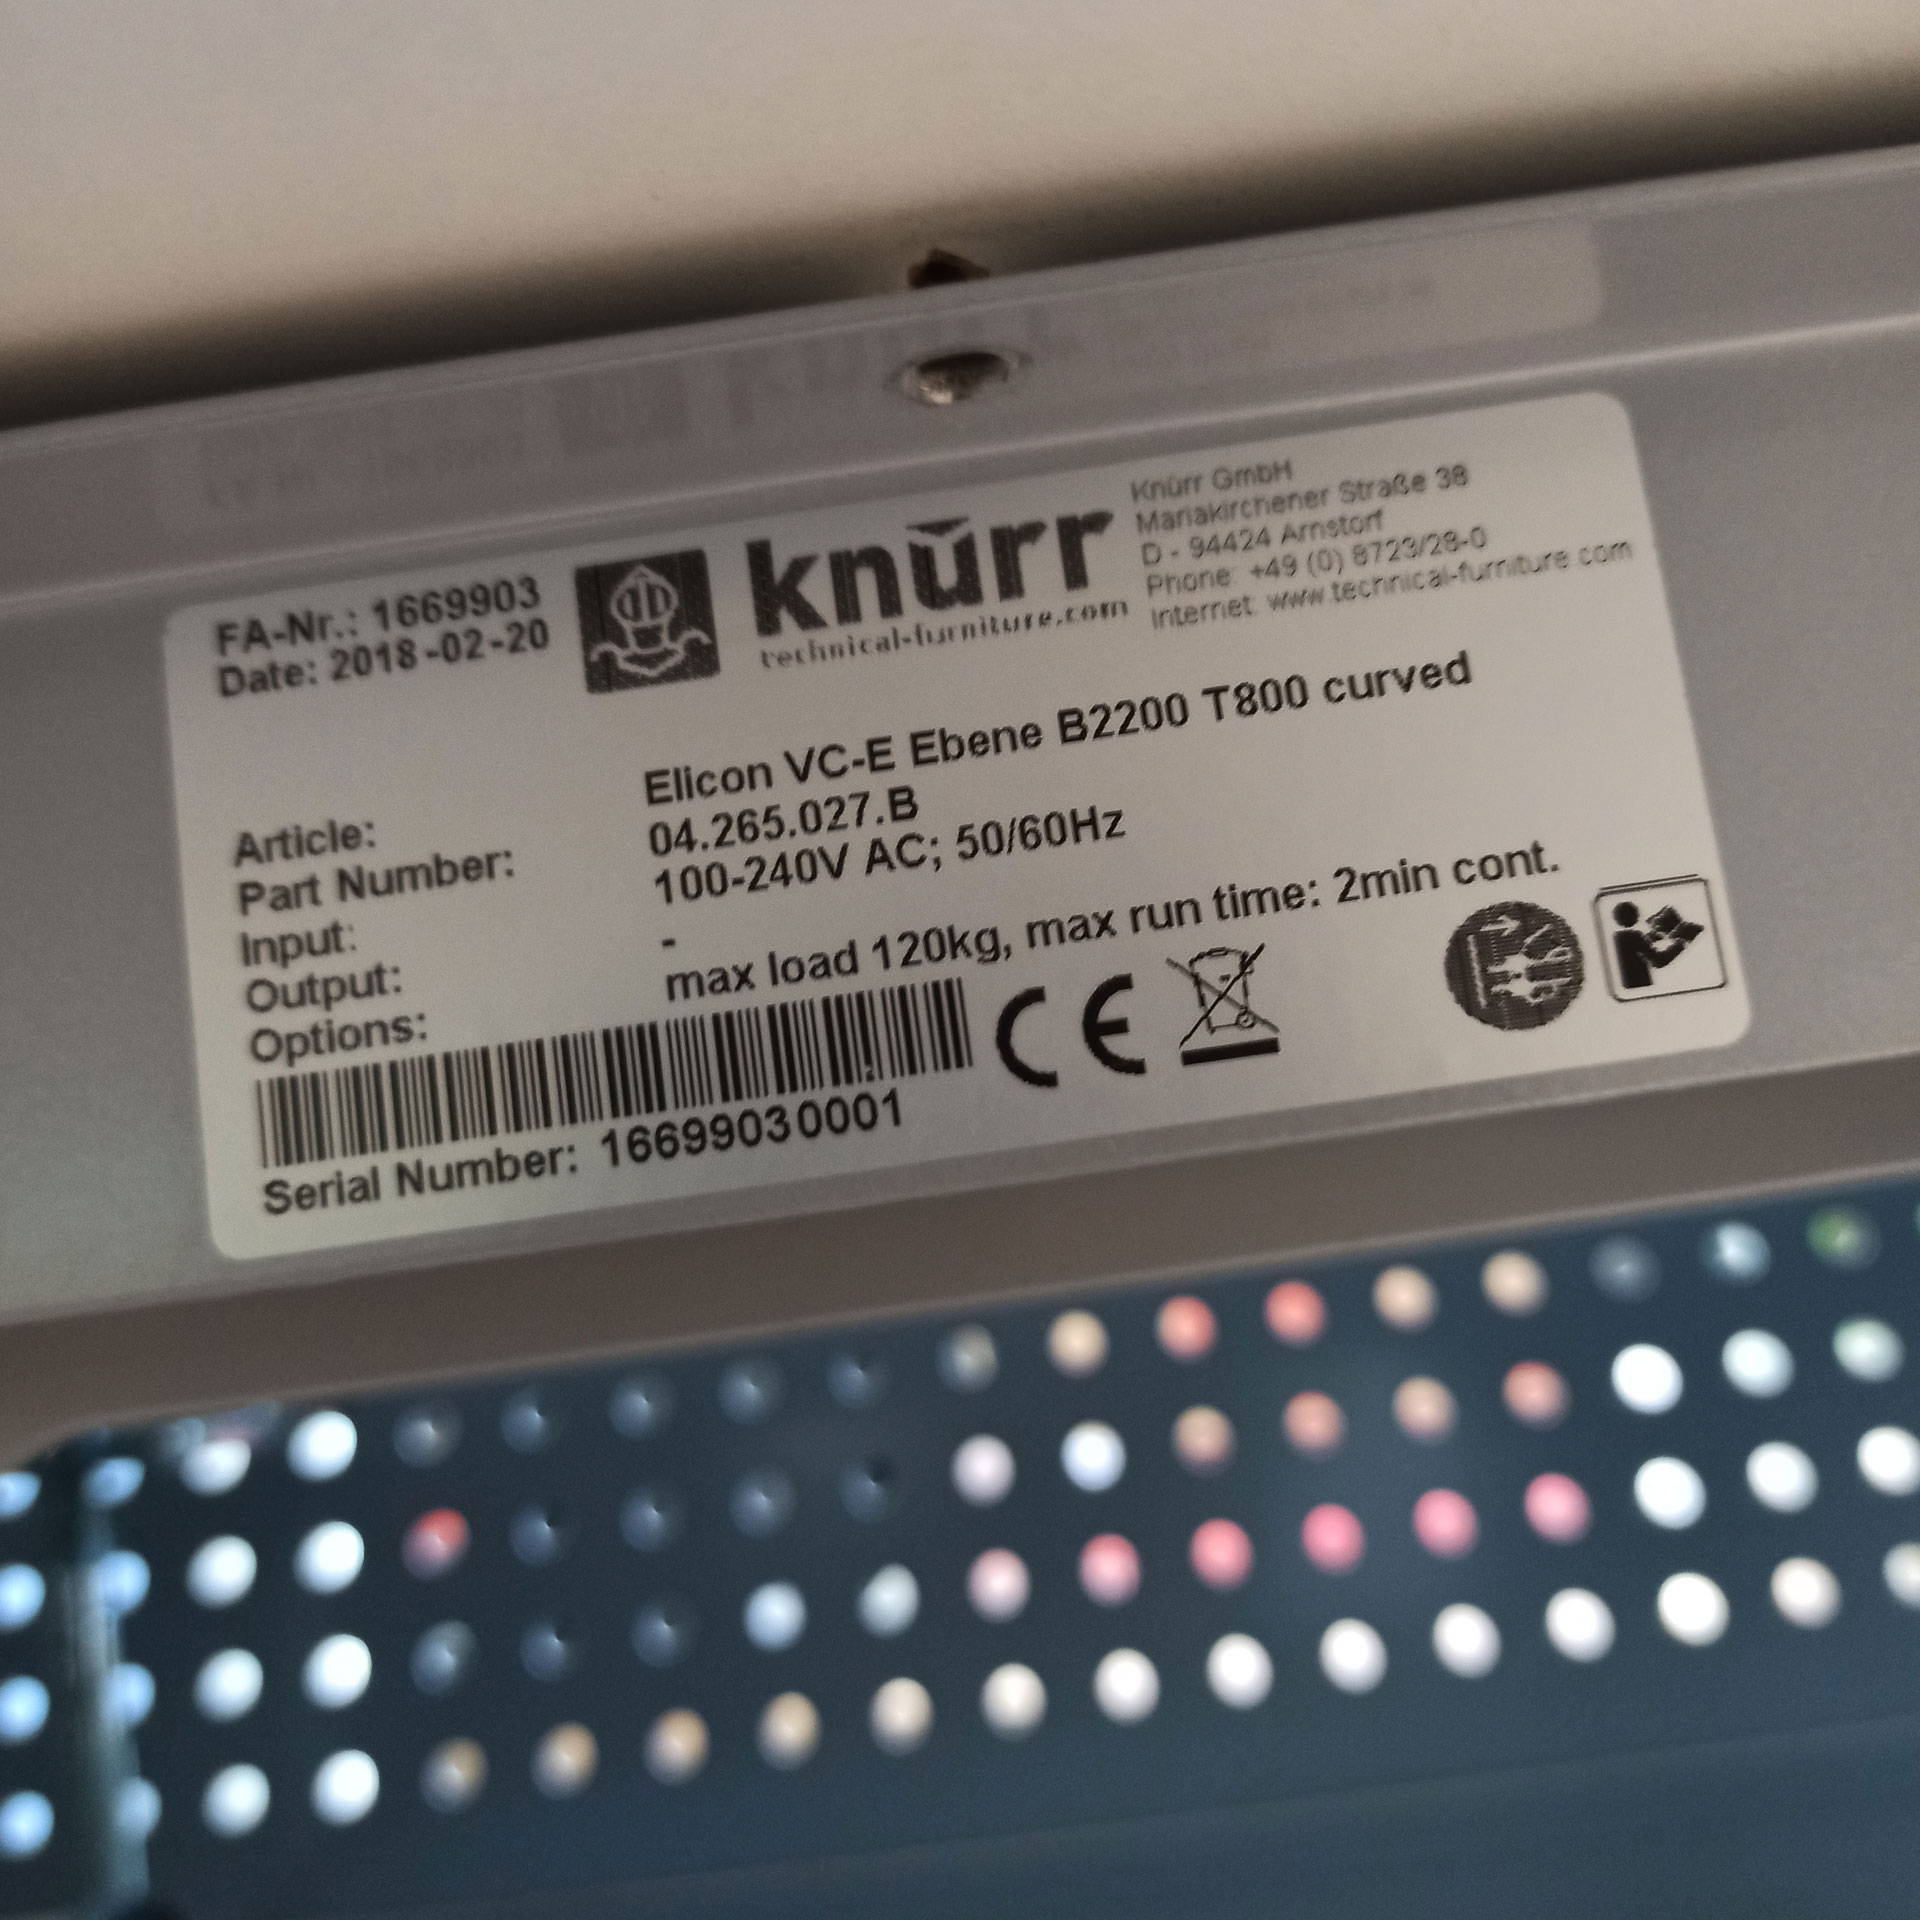 FA-Nr.: 1669903
Date: 2018-02-20
knürr
technical-furniture.com
Knürr GmbH
Mariakirchener Straße 38
D - 94424 Arnstorf
Phone: +49 (0) 8723/28-0
Internet: www.technical-furniture.com
Article: Elicon VC-E Ebene B2200 T800 curved
Part Number: 04.265.027.B
Input: 100-240V AC; 50/60Hz
Output: -
Options: max load 120kg, max run time: 2min cont.
CE
Serial Number: 16699030001